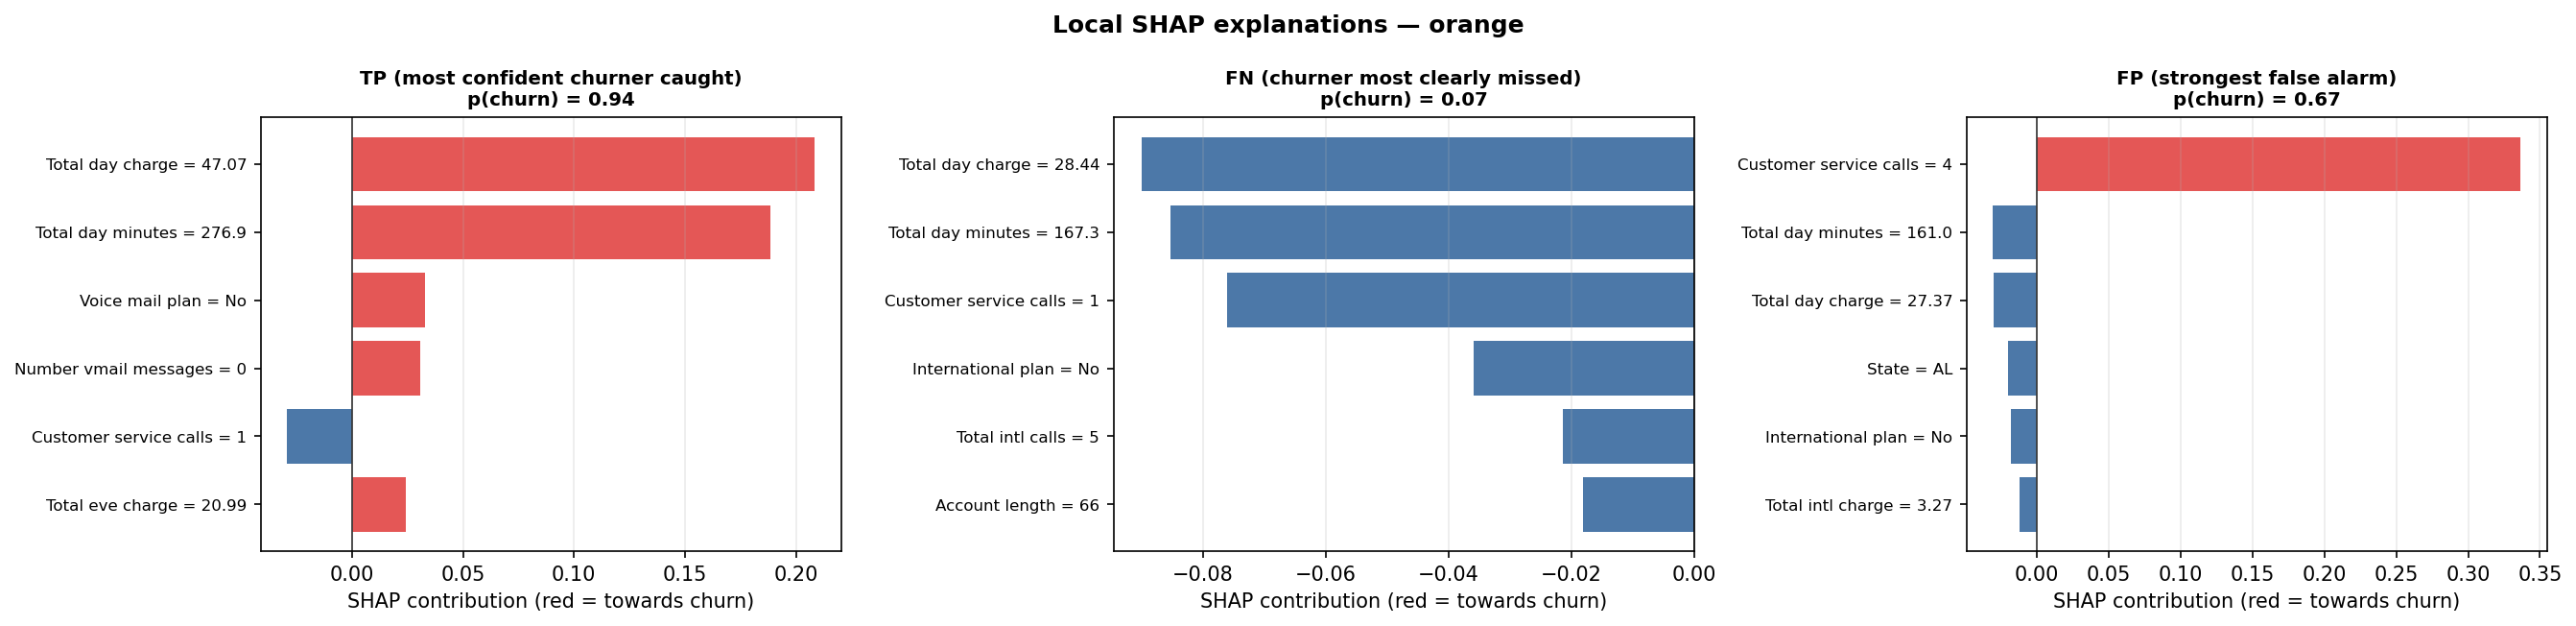 Local SHAP explanations — orange
TP (most confident churner caught)
p(churn) = 0.94
Total day charge = 47.07
Total day minutes = 276.9
Voice mail plan = No
Number vmail messages = 0
Customer service calls = 1
Total eve charge = 20.99
0.00 0.05 0.10 0.15 0.20
SHAP contribution (red = towards churn)
FN (churner most clearly missed)
p(churn) = 0.07
Total day charge = 28.44
Total day minutes = 167.3
Customer service calls = 1
International plan = No
Total intl calls = 5
Account length = 66
−0.08 −0.06 −0.04 −0.02 0.00
SHAP contribution (red = towards churn)
FP (strongest false alarm)
p(churn) = 0.67
Customer service calls = 4
Total day minutes = 161.0
Total day charge = 27.37
State = AL
International plan = No
Total intl charge = 3.27
0.00 0.05 0.10 0.15 0.20 0.25 0.30 0.35
SHAP contribution (red = towards churn)